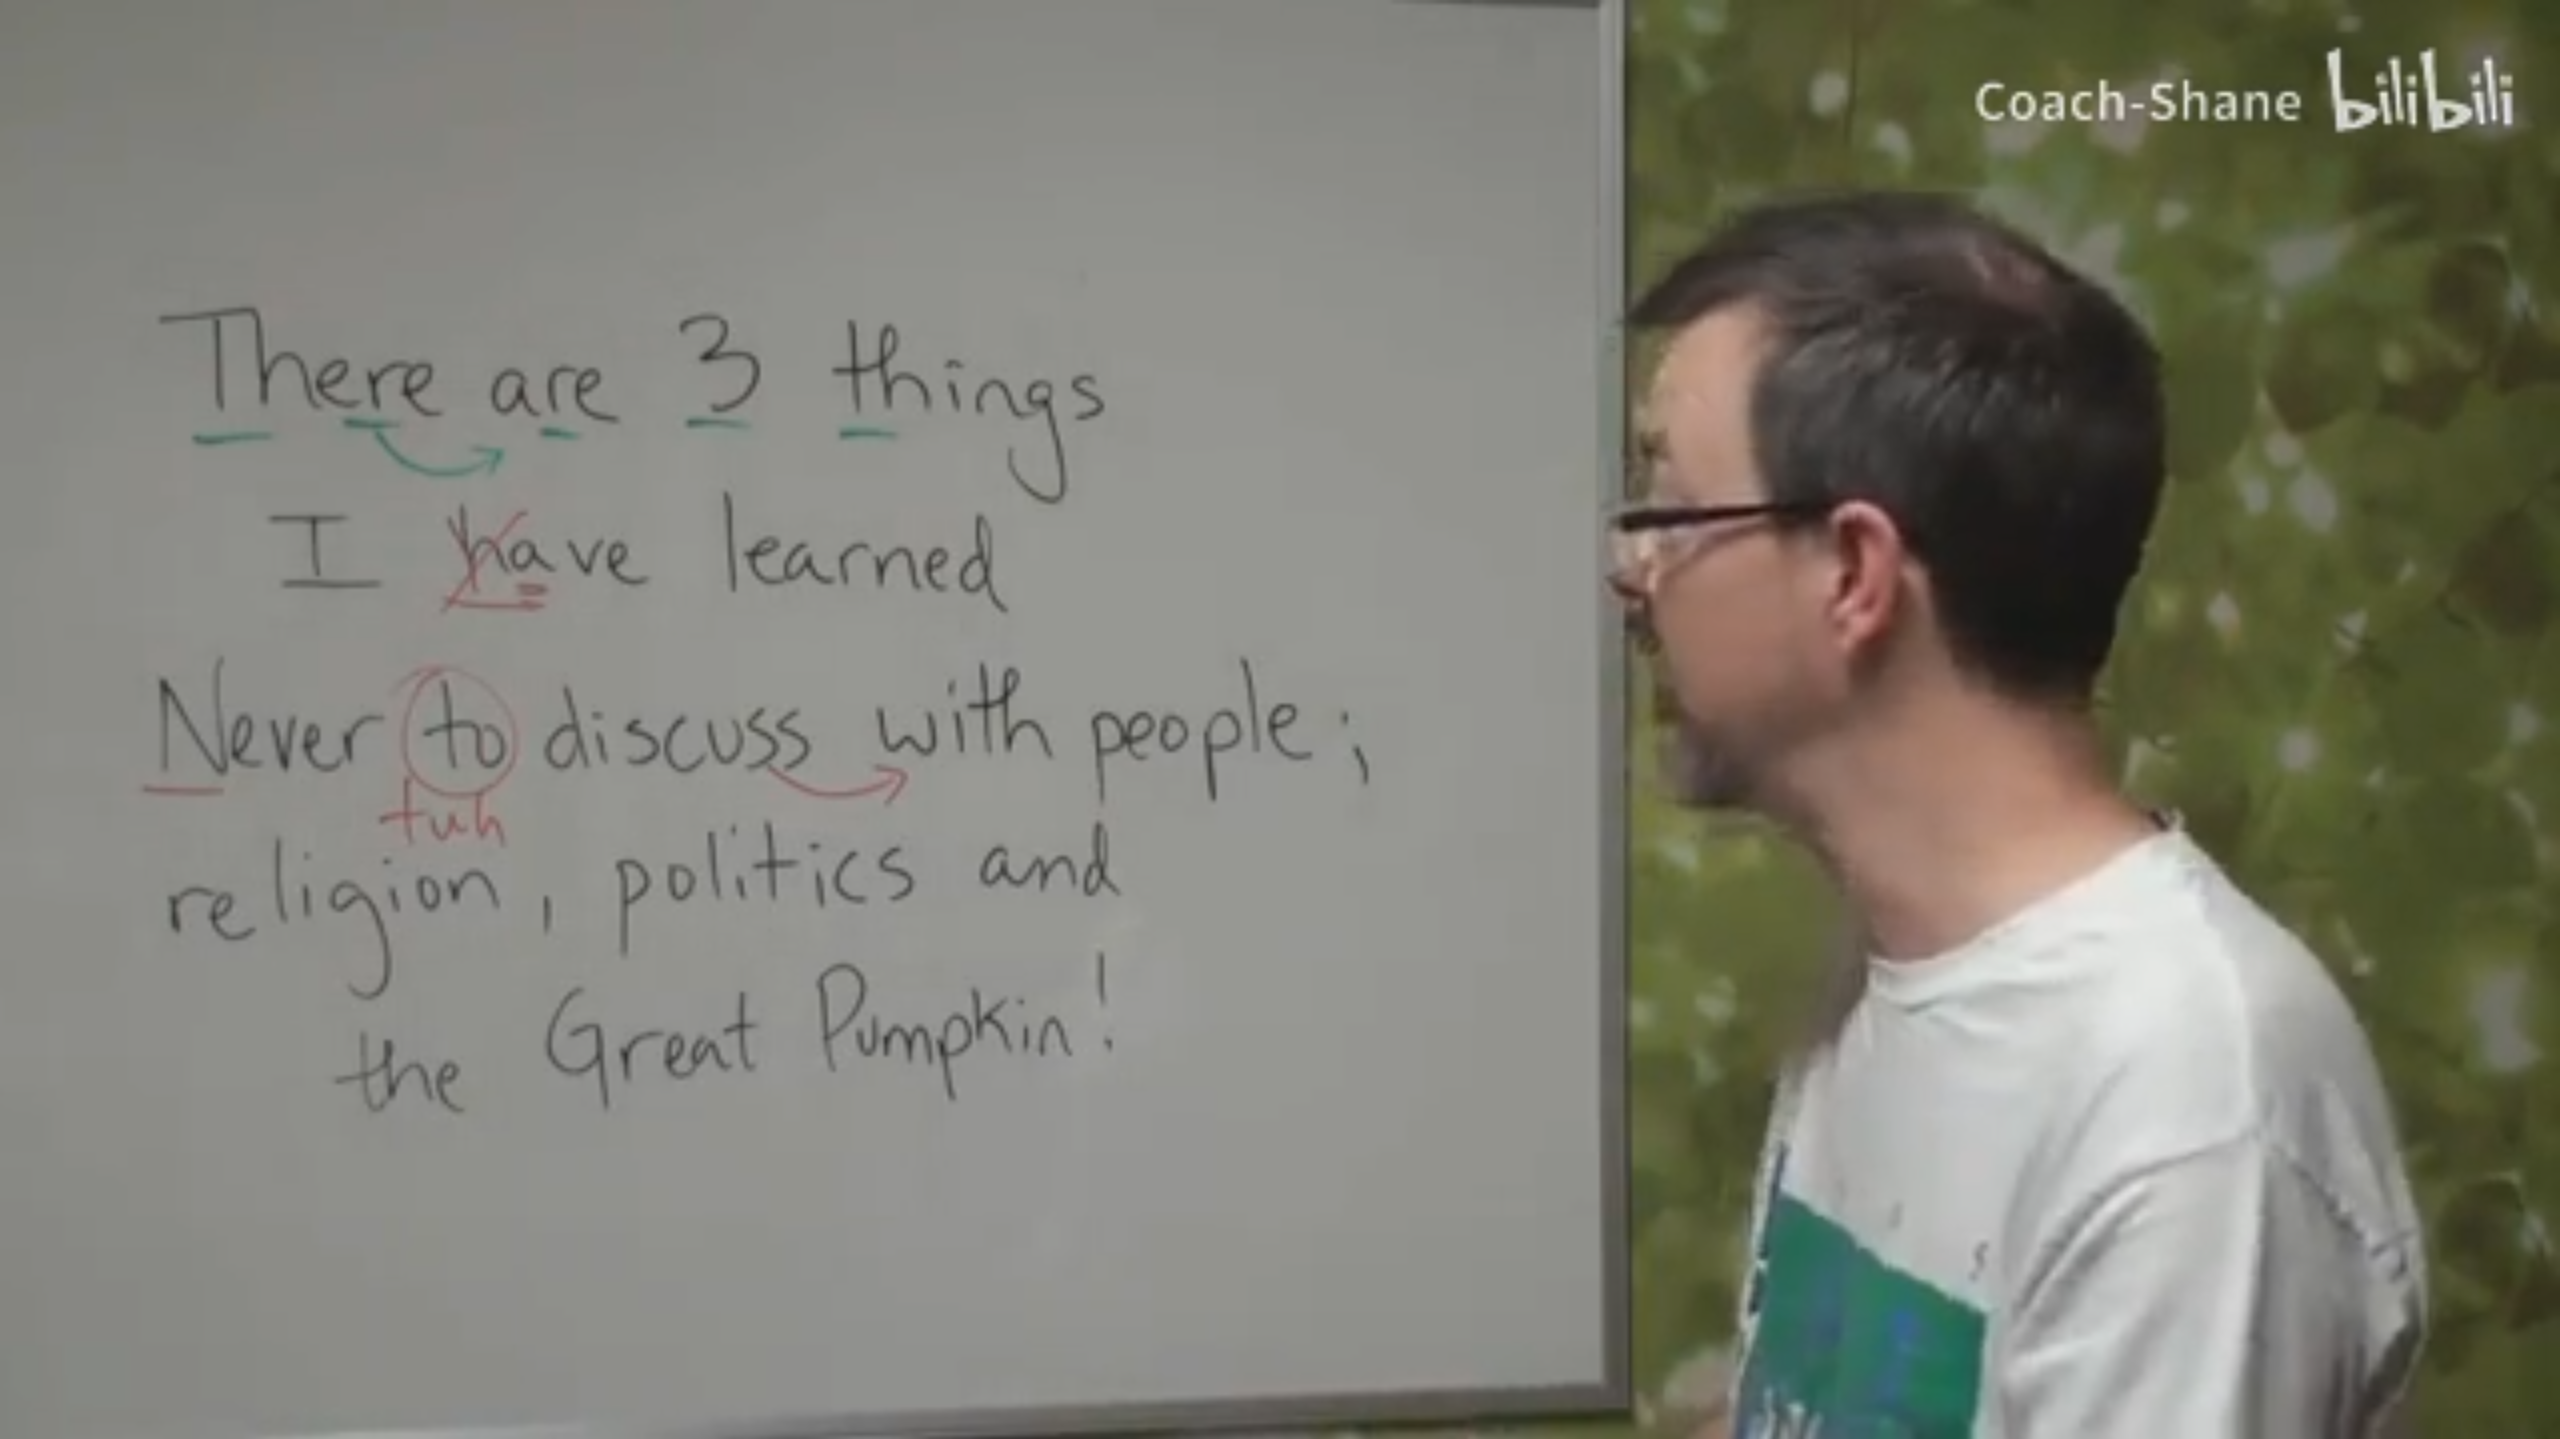 Coach-Shane bilibili
There are 3 things
I have learned
Never to discuss with people;
tuh
religion, politics and
the Great Pumpkin!